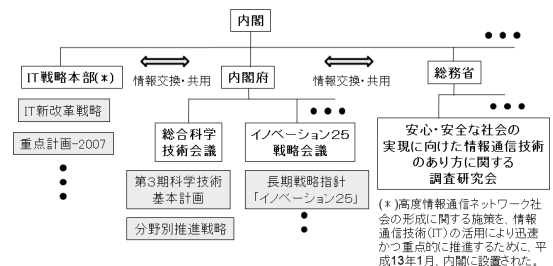 内閣
IT戦略本部(*)
情報交換・共用
内閣府
情報交換・共用
総務省
IT新改革戦略
重点計画-2007
総合科学
技術会議
イノベーション25
戦略会議
安心・安全な社会の
実現に向けた情報通信技術
のあり方に関する
調査研究会
第3期科学技術
基本計画
分野別推進戦略
長期戦略指針
「イノベーション25」
(*)高度情報通信ネットワーク社
会の形成に関する施策を、情報
通信技術(IT)の活用により迅速
かつ重点的に推進するために、平
成13年1月、内閣に設置された。